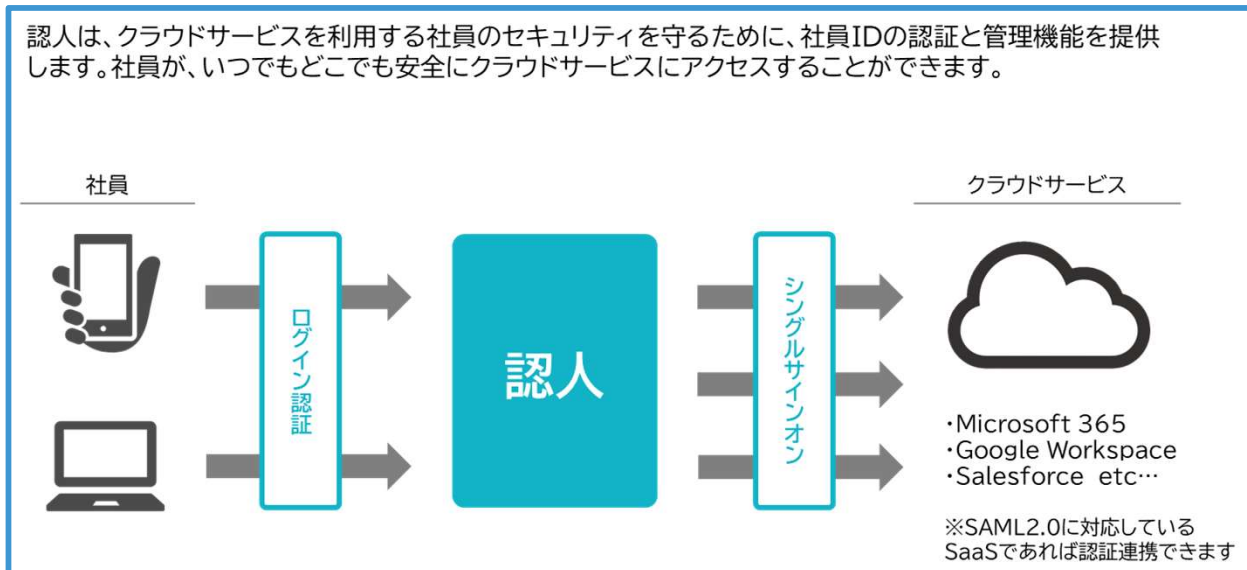 認人は、クラウドサービスを利用する社員のセキュリティを守るために、社員IDの認証と管理機能を提供
します。社員が、いつでもどこでも安全にクラウドサービスにアクセスすることができます。
社員
クラウドサービス
ログイン認証
認人
シングルサインオン
・Microsoft 365
・Google Workspace
・Salesforce etc…
※SAML2.0に対応している
SaaSであれば認証連携できます